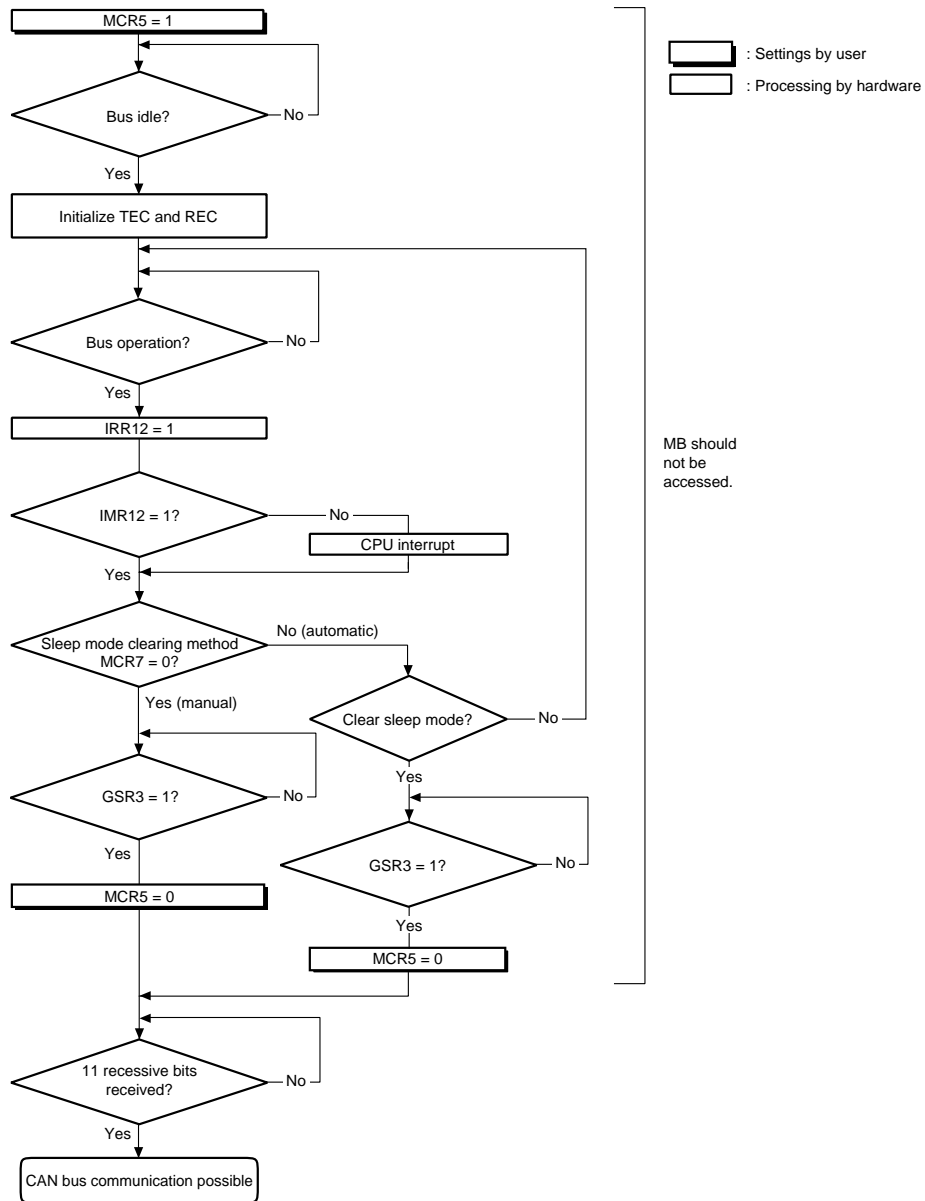 MCR5 = 1
: Settings by user
: Processing by hardware
Bus idle?
No
Yes
Initialize TEC and REC
Bus operation?
No
Yes
IRR12 = 1
MB should
not be
accessed.
IMR12 = 1?
No
CPU interrupt
Yes
Sleep mode clearing method
MCR7 = 0?
No (automatic)
Yes (manual)
Clear sleep mode?
No
Yes
GSR3 = 1?
No
Yes
GSR3 = 1?
No
MCR5 = 0
Yes
MCR5 = 0
11 recessive bits
received?
No
Yes
CAN bus communication possible